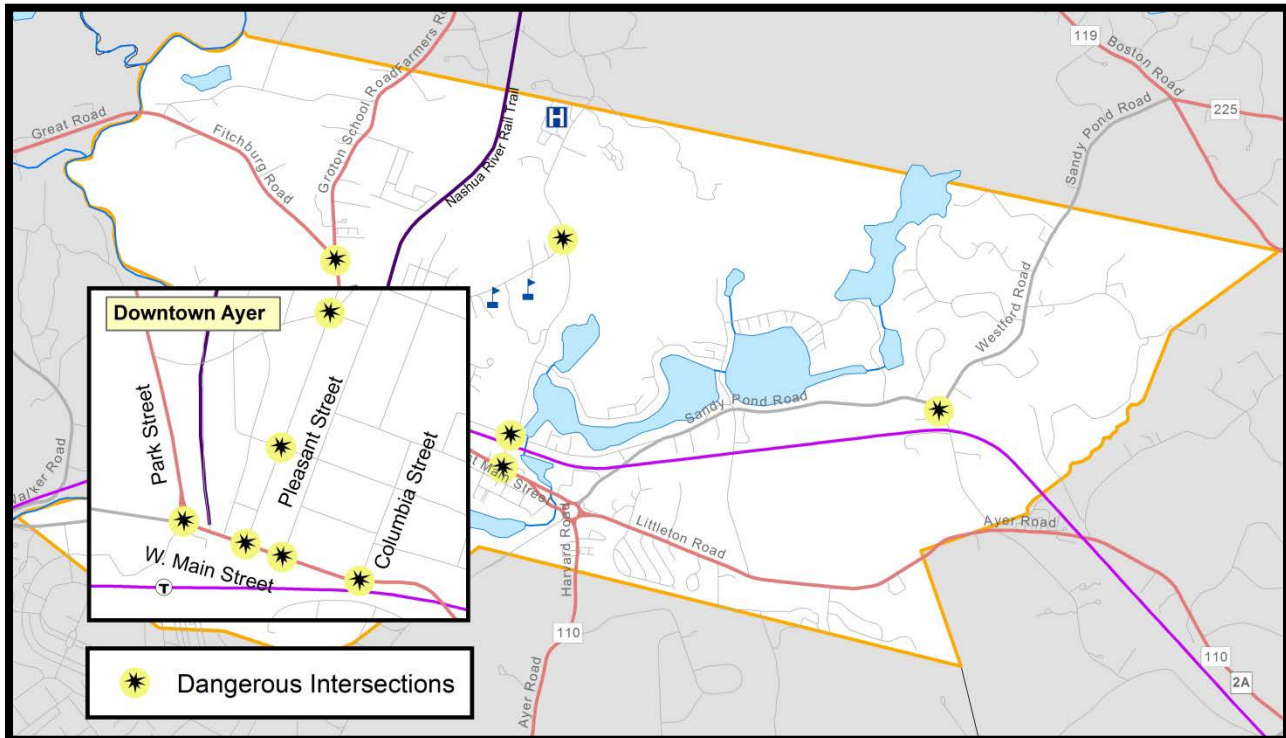 119
Boston Road
225
Great Road
Fitchburg Road
Groton School Road
Farmers Ro
Nashua River Rail Trail
H
Sandy Pond Road
Westford Road
Downtown Ayer
Park Street
Pleasant Street
Columbia Street
W. Main Street
T
Walker Road
Sandy Pond Road
st Main Street
Harvard Road
Littleton Road
Ayer Road
110
Ayer Road
110
2A
Dangerous Intersections